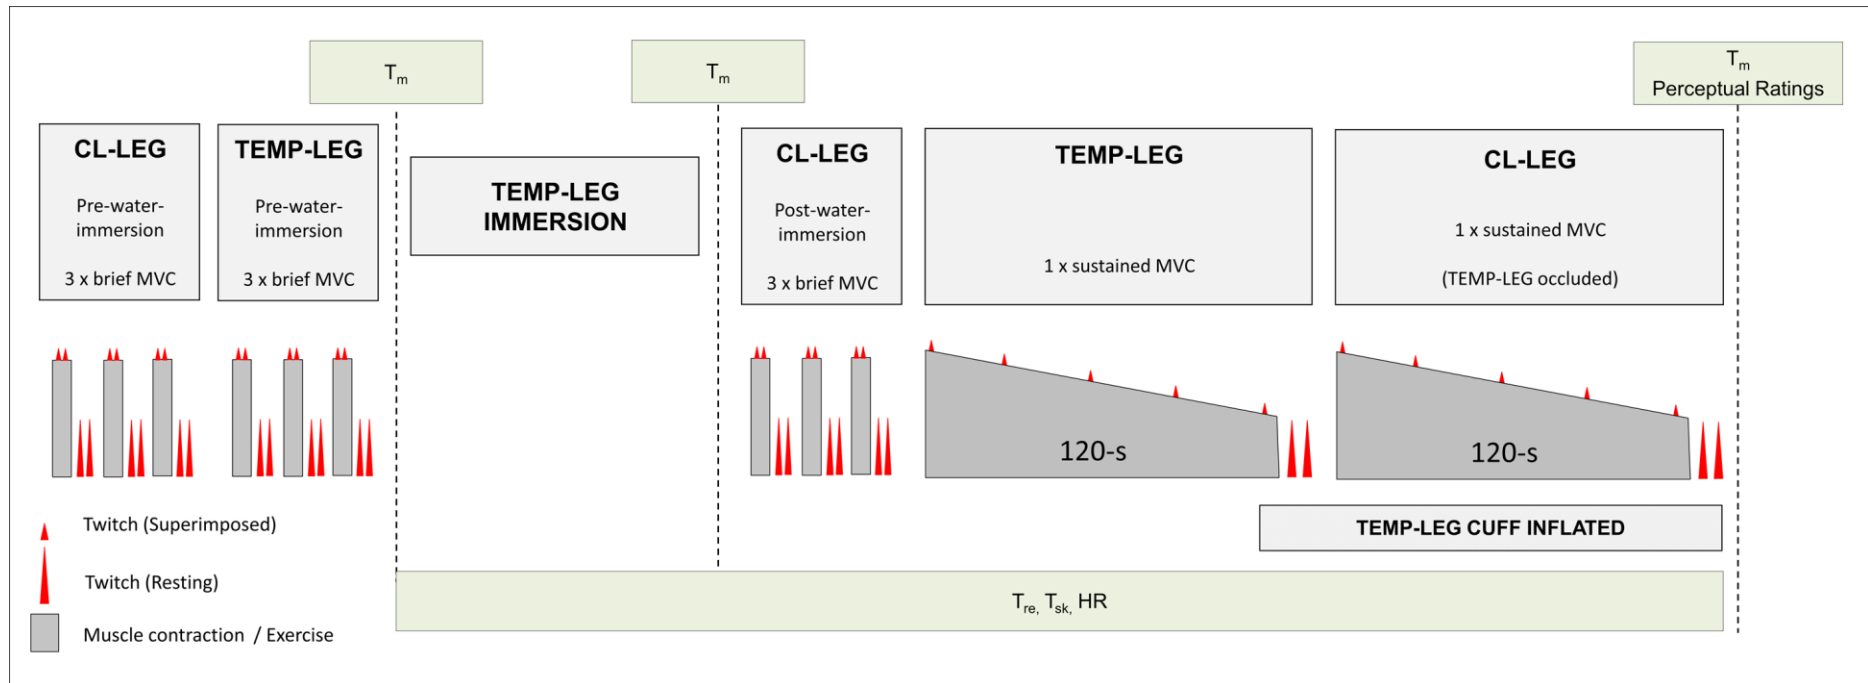 Tm
Tm
Tm
Perceptual Ratings
CL-LEG
Pre-water-
immersion
3 x brief MVC
TEMP-LEG
Pre-water-
immersion
3 x brief MVC
TEMP-LEG
IMMERSION
CL-LEG
Post-water-
immersion
3 x brief MVC
TEMP-LEG
1 x sustained MVC
CL-LEG
1 x sustained MVC
(TEMP-LEG occluded)
120-s
120-s
TEMP-LEG CUFF INFLATED
Twitch (Superimposed)
Twitch (Resting)
Muscle contraction / Exercise
Tre, Tsk, HR